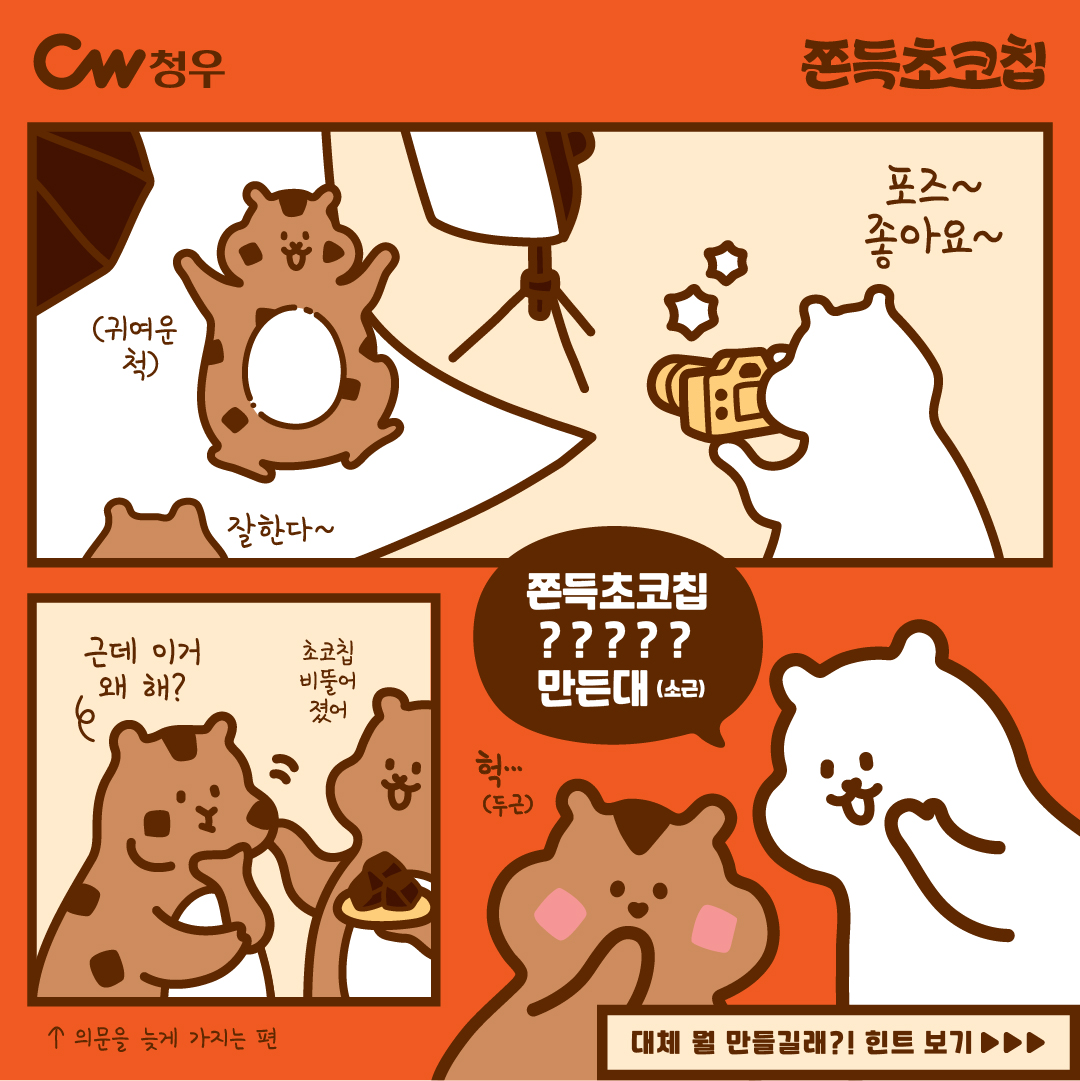 CW청우
쫀득초코칩
포즈~
좋아요~
(귀여운
척)
잘한다~
근데 이거
왜 해?
초코칩
비뚤어
졌어
쫀득초코칩
?????
만든대 (소근)
헉...
(두근)
↑ 의문을 늦게 가지는 편
대체 뭘 만들길래?! 힌트 보기 ▶▶▶